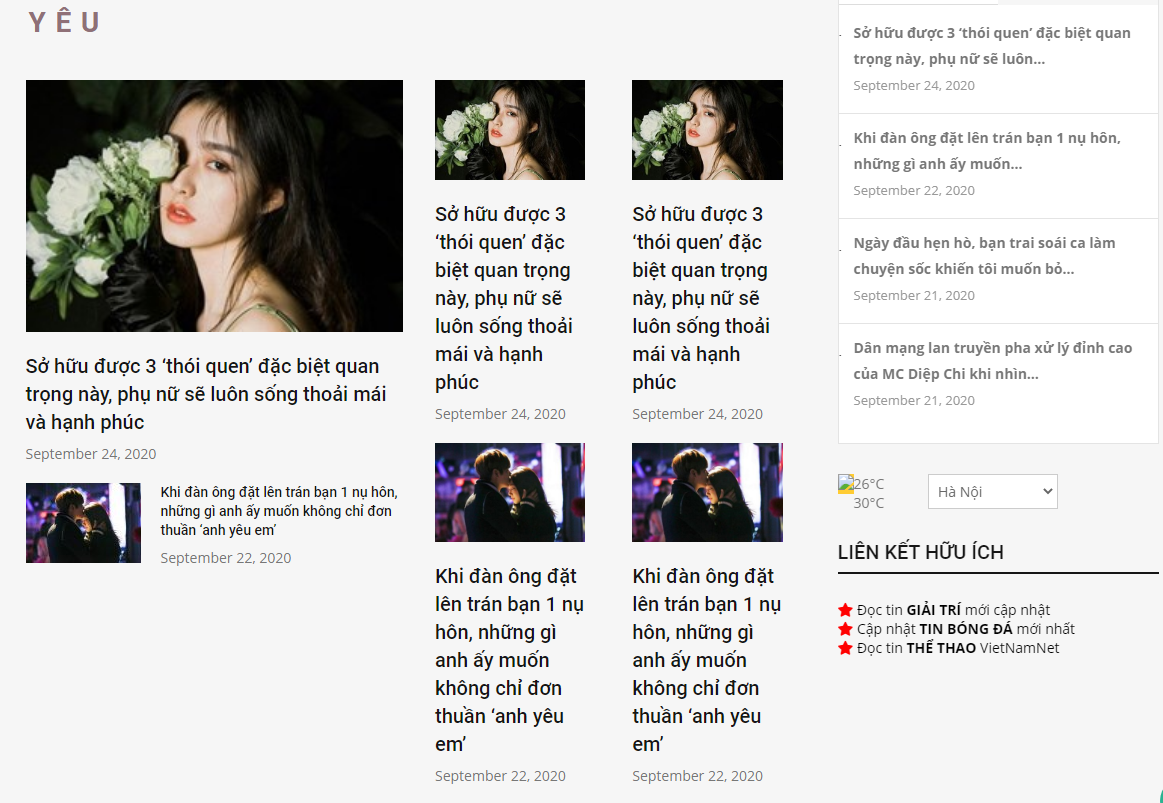 YÊU
Sở hữu được 3 ‘thói quen’ đặc biệt quan
trọng này, phụ nữ sẽ luôn sống thoải mái
và hạnh phúc
September 24, 2020
Khi đàn ông đặt lên trán bạn 1 nụ hôn,
những gì anh ấy muốn không chỉ đơn
thuần ‘anh yêu em’
September 22, 2020
Sở hữu được 3
‘thói quen’ đặc
biệt quan trọng
này, phụ nữ sẽ
luôn sống thoải
mái và hạnh
phúc
September 24, 2020
Khi đàn ông đặt
lên trán bạn 1 nụ
hôn, những gì
anh ấy muốn
không chỉ đơn
thuần ‘anh yêu
em’
September 22, 2020
Sở hữu được 3
‘thói quen’ đặc
biệt quan trọng
này, phụ nữ sẽ
luôn sống thoải
mái và hạnh
phúc
September 24, 2020
Khi đàn ông đặt
lên trán bạn 1 nụ
hôn, những gì
anh ấy muốn
không chỉ đơn
thuần ‘anh yêu
em’
September 22, 2020
Sở hữu được 3 ‘thói quen’ đặc biệt quan
trọng này, phụ nữ sẽ luôn...
September 24, 2020
Khi đàn ông đặt lên trán bạn 1 nụ hôn,
những gì anh ấy muốn...
September 22, 2020
Ngày đầu hẹn hò, bạn trai soái ca làm
chuyện sốc khiến tôi muốn bỏ...
September 21, 2020
Dân mạng lan truyền pha xử lý đỉnh cao
của MC Diệp Chi khi nhìn...
September 21, 2020
26°C
30°C
Hà Nội
LIÊN KẾT HỮU ÍCH
Đọc tin GIẢI TRÍ mới cập nhật
Cập nhật TIN BÓNG ĐÁ mới nhất
Đọc tin THỂ THAO VietNamNet